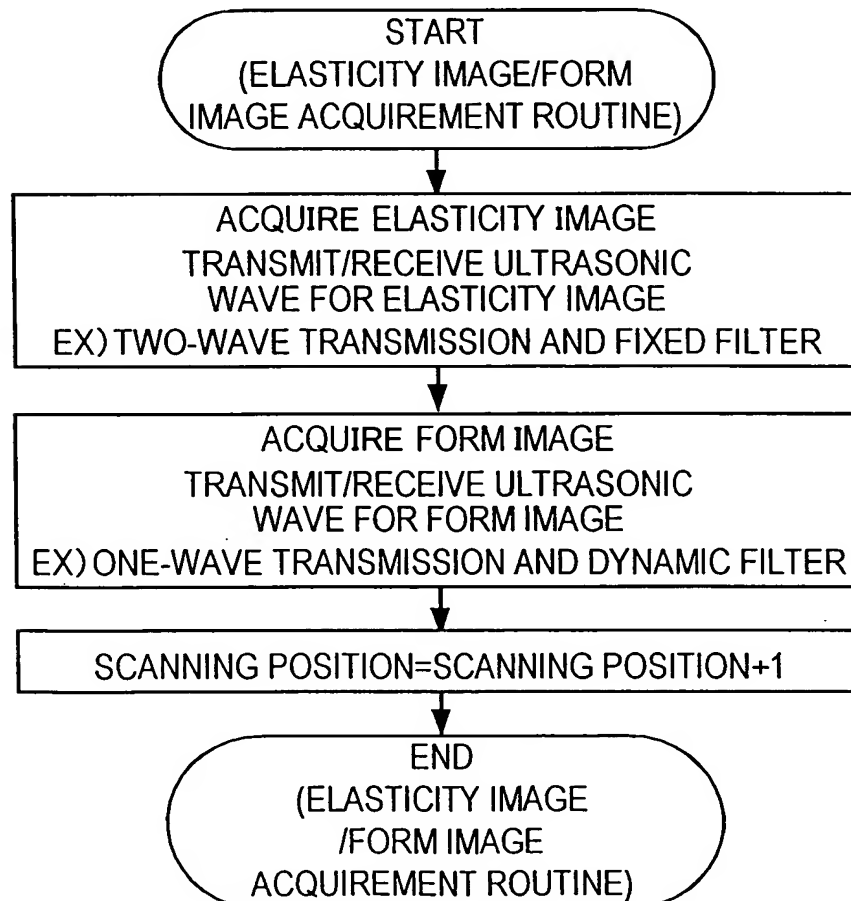 START
(ELASTICITY IMAGE/FORM
IMAGE ACQUIREMENT ROUTINE)
ACQUIRE ELASTICITY IMAGE
TRANSMIT/RECEIVE ULTRASONIC
WAVE FOR ELASTICITY IMAGE
EX) TWO-WAVE TRANSMISSION AND FIXED FILTER
ACQUIRE FORM IMAGE
TRANSMIT/RECEIVE ULTRASONIC
WAVE FOR FORM IMAGE
EX) ONE-WAVE TRANSMISSION AND DYNAMIC FILTER
SCANNING POSITION=SCANNING POSITION+1
END
(ELASTICITY IMAGE
/FORM IMAGE
ACQUIREMENT ROUTINE)